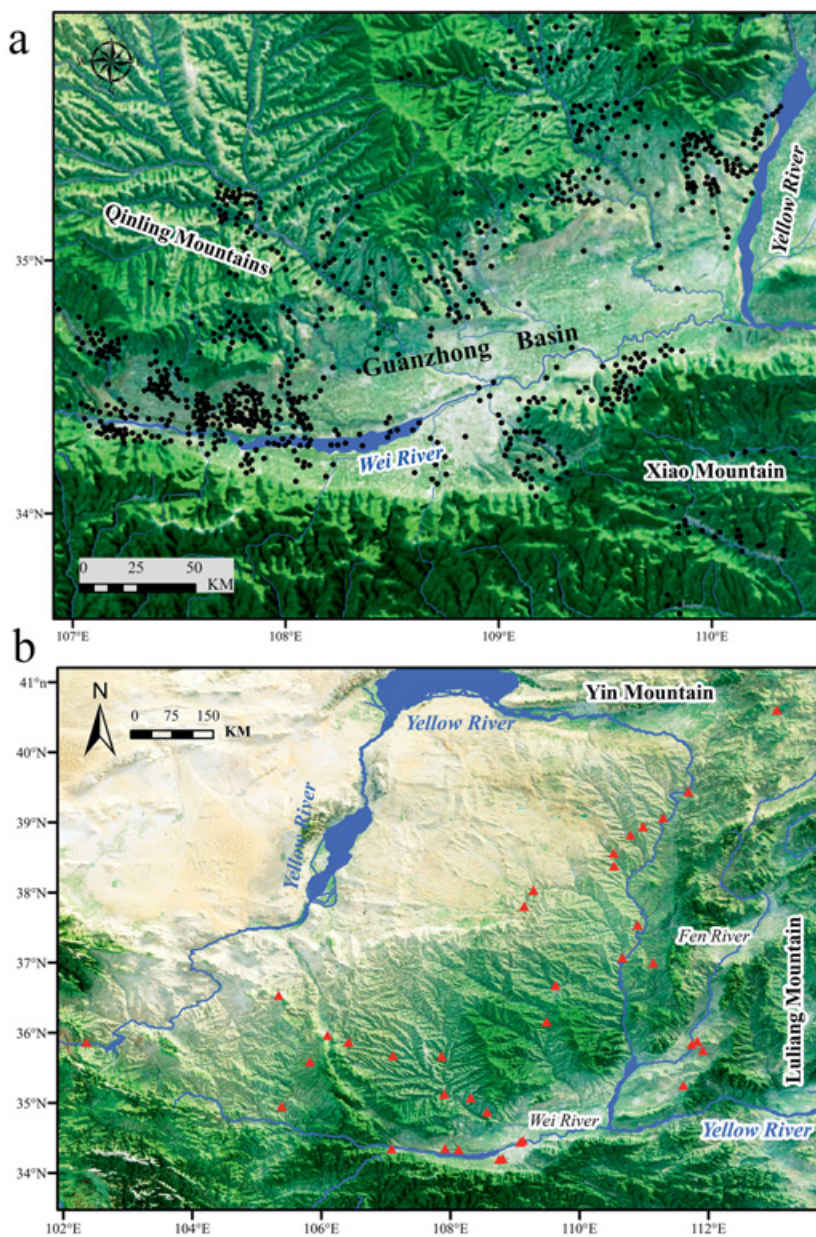 a
Qinling Mountains
Yellow River
35°N
Guanzhong Basin
Wei River
Xiao Mountain
34°N
0 25 50
KM
107°E 108°E 109°E 110°E
b
41°n
N
Yin Mountain
0 75 150
KM
Yellow River
40°N
39°N
Yellow River
38°N
Fen River
37°N
Luliang Mountain
36°N
35°N
Wei River
Yellow River
34°N
102°E 104°E 106°E 108°E 110°E 112°E